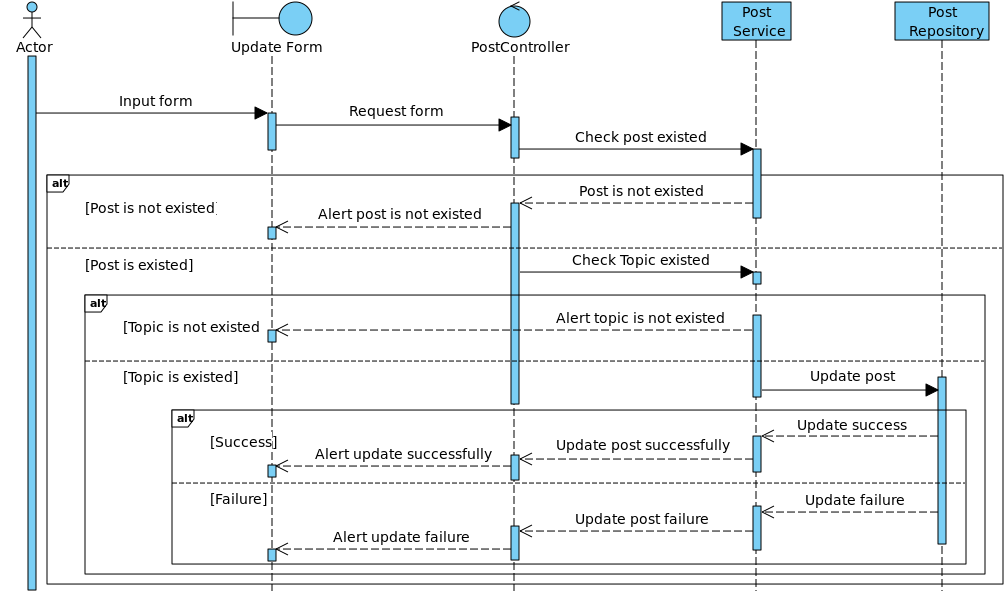 Post
Service
Post
Repository
Actor
Update Form
PostController
Input form
Request form
Check post existed
alt
Post is not existed
[Post is not existed]
Alert post is not existed
[Post is existed]
Check Topic existed
alt
Alert topic is not existed
[Topic is not existed
[Topic is existed]
Update post
alt
Update success
[Success]
Update post successfully
Alert update successfully
[Failure]
Update failure
Update post failure
Alert update failure